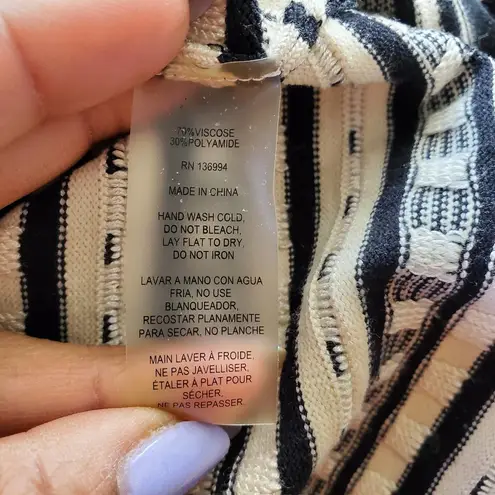 70%VISCOSE
30%POLYAMIDE
RN 136994
MADE IN CHINA
HAND WASH COLD,
DO NOT BLEACH,
LAY FLAT TO DRY,
DO NOT IRON
LAVAR A MANO CON AGUA
FRIA, NO USE
BLANQUEADOR,
RECOSTAR PLANAMENTE
PARA SECAR, NO PLANCHE
MAIN LAVER À FROIDE,
NE PAS JAVELLISER,
ÉTALER À PLAT POUR
SÉCHER,
NE PAS REPASSER.